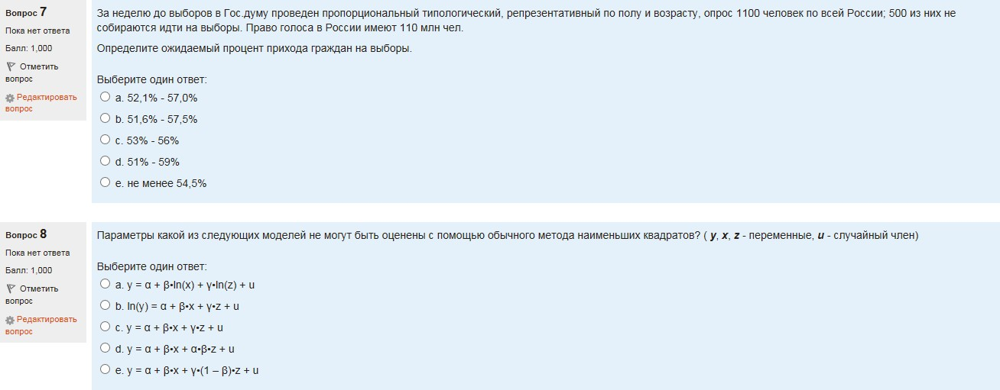 Вопрос 7
Пока нет ответа
Балл: 1,000
Отметить
вопрос
Редактировать
вопрос
За неделю до выборов в Гос.думу проведен пропорциональный типологический, репрезентативный по полу и возрасту, опрос 1100 человек по всей России; 500 из них не
собираются идти на выборы. Право голоса в России имеют 110 млн чел.
Определите ожидаемый процент прихода граждан на выборы.
Выберите один ответ:
a. 52,1% - 57,0%
b. 51,6% - 57,5%
c. 53% - 56%
d. 51% - 59%
e. не менее 54,5%
Вопрос 8
Пока нет ответа
Балл: 1,000
Отметить
вопрос
Редактировать
вопрос
Параметры какой из следующих моделей не могут быть оценены с помощью обычного метода наименьших квадратов? ( y, x, z - переменные, u - случайный член)
Выберите один ответ:
a. y = α + β•ln(x) + γ•ln(z) + u
b. ln(y) = α + β•x + γ•z + u
c. y = α + β•x + γ•z + u
d. y = α + β•x + α•β•z + u
e. y = α + β•x + γ•(1 – β)•z + u